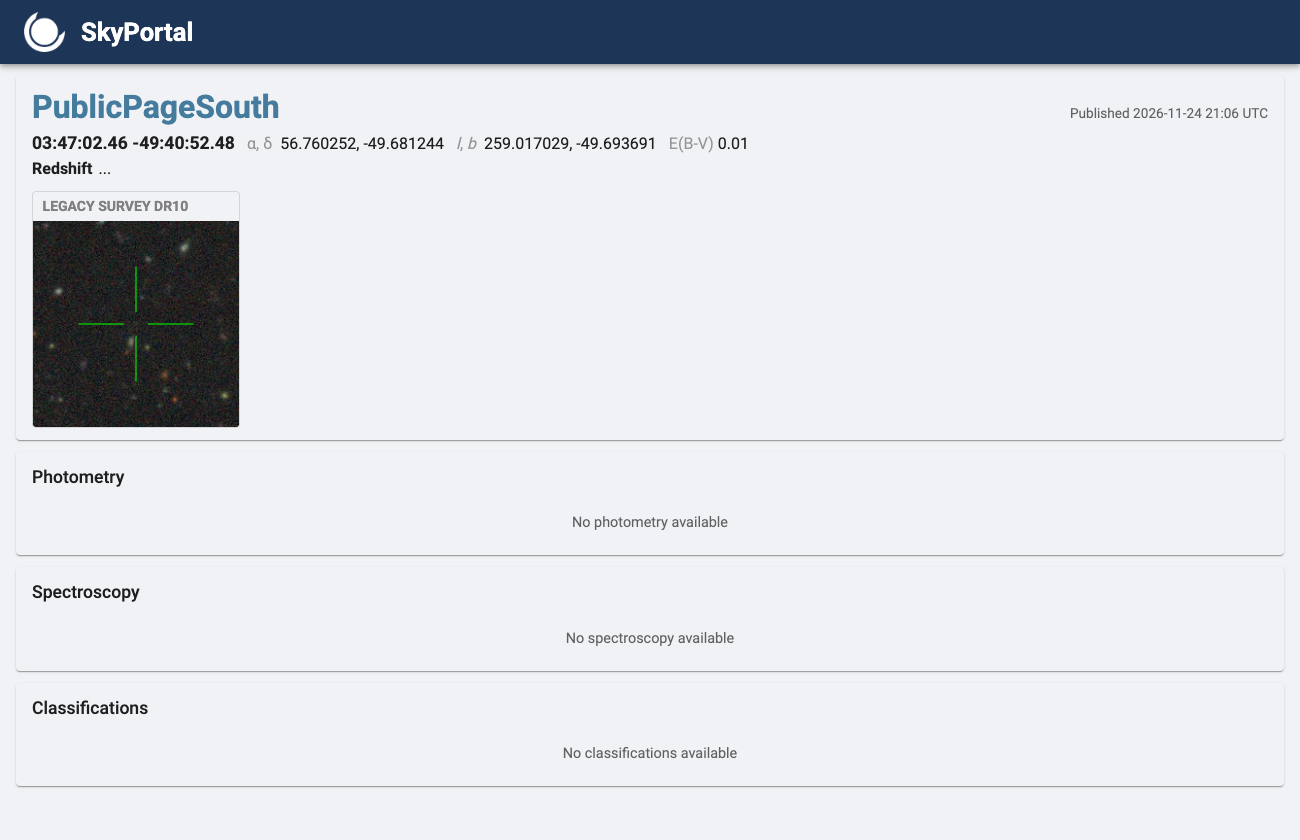 SkyPortal
PublicPageSouth
Published 2026-11-24 21:06 UTC
03:47:02.46 -49:40:52.48 α, δ 56.760252, -49.681244 l, b 259.017029, -49.693691 E(B-V) 0.01
Redshift ...
LEGACY SURVEY DR10
Photometry
No photometry available
Spectroscopy
No spectroscopy available
Classifications
No classifications available